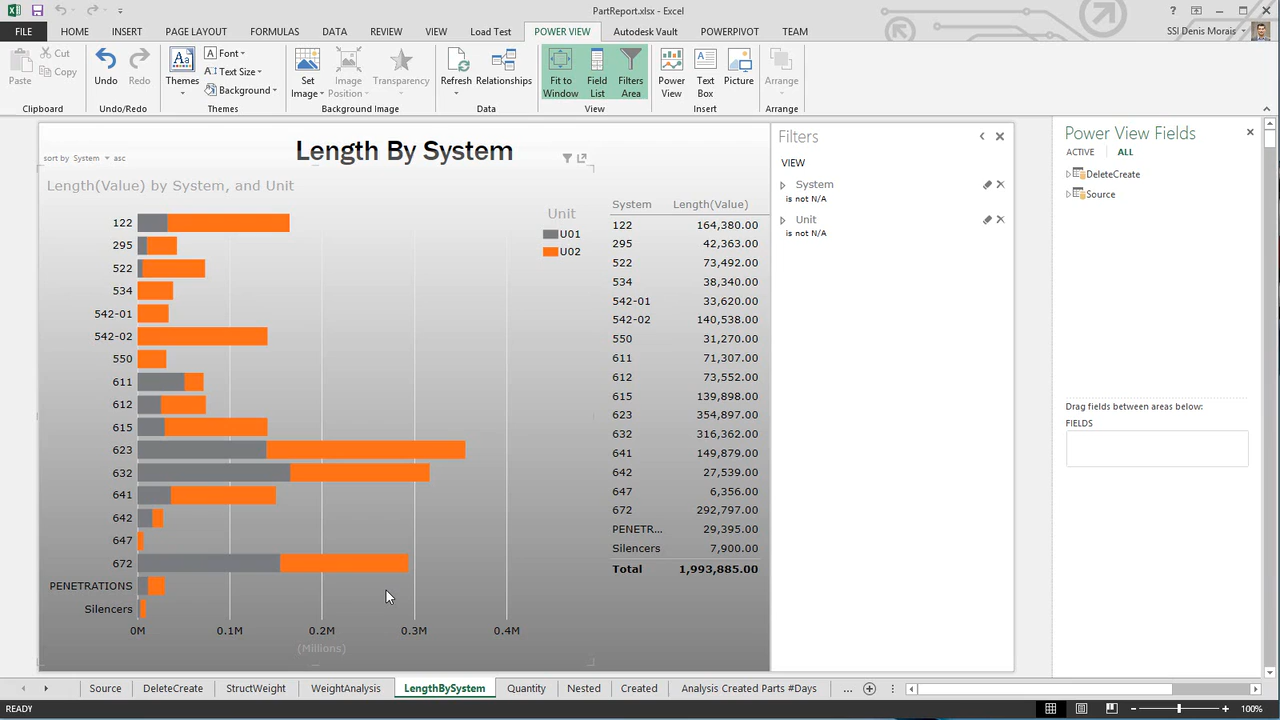 PartReport.xlsx - Excel
FILE HOME INSERT PAGE LAYOUT FORMULAS DATA REVIEW VIEW Load Test POWER VIEW Autodesk Vault POWERPIVOT TEAM SSI Denis Morais
Paste Cut Copy Clipboard
Undo Redo Undo/Redo
Themes Font Text Size Background Themes
Set Image Image Position Transparency Background Image
Refresh Relationships Data
Fit to Window Field List Filters Area View
Power View Text Box Picture Insert
Arrange Arrange
sort by System asc
Length By System
Length(Value) by System, and Unit
122
295
522
534
542-01
542-02
550
611
612
615
623
632
641
642
647
672
PENETRATIONS
Silencers
0M 0.1M 0.2M 0.3M 0.4M
(Millions)
Unit
U01
U02
System Length(Value)
122 164,380.00
295 42,363.00
522 73,492.00
534 38,340.00
542-01 33,620.00
542-02 140,538.00
550 31,270.00
611 71,307.00
612 73,552.00
615 139,898.00
623 354,897.00
632 316,362.00
641 149,879.00
642 27,539.00
647 6,356.00
672 292,797.00
PENETR... 29,395.00
Silencers 7,900.00
Total 1,993,885.00
Filters
VIEW
System
is not N/A
Unit
is not N/A
Power View Fields
ACTIVE ALL
DeleteCreate
Source
Drag fields between areas below:
FIELDS
Source DeleteCreate StructWeight WeightAnalysis LengthBySystem Quantity Nested Created Analysis Created Parts #Days ...
READY 100%